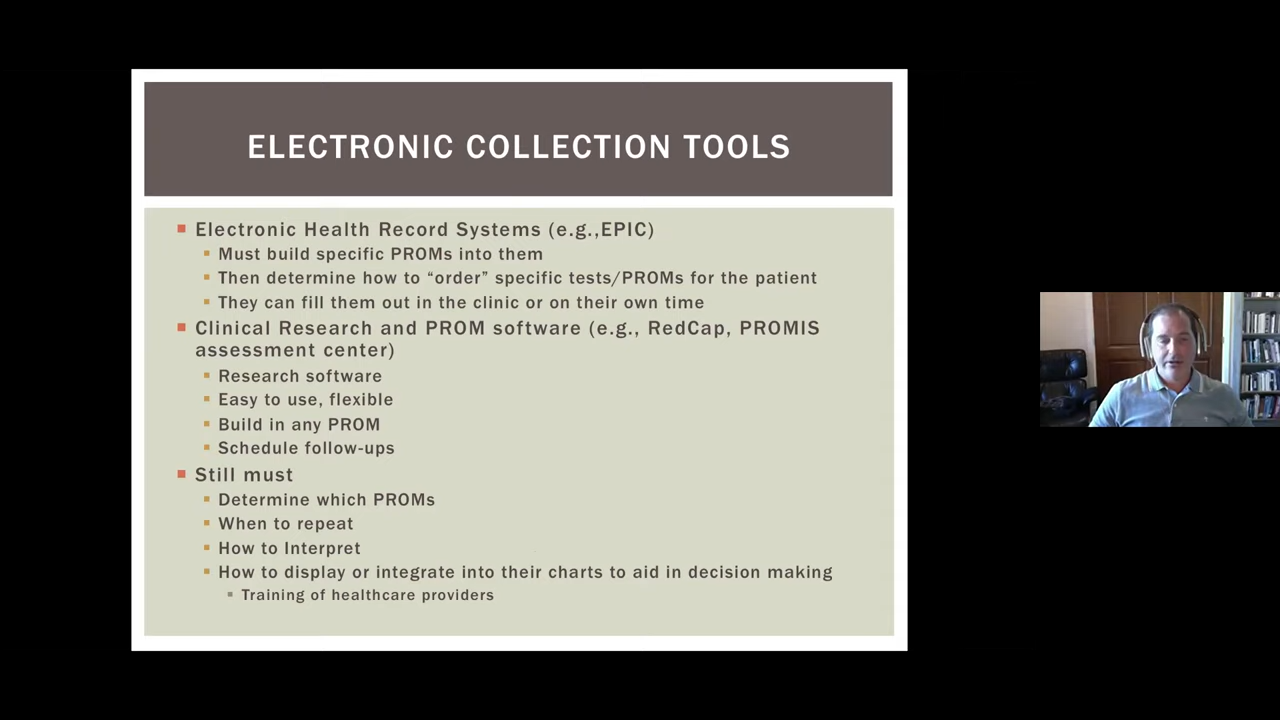 ELECTRONIC COLLECTION TOOLS
Electronic Health Record Systems (e.g.,EPIC)
Must build specific PROMs into them
Then determine how to “order” specific tests/PROMs for the patient
They can fill them out in the clinic or on their own time
Clinical Research and PROM software (e.g., RedCap, PROMIS
assessment center)
Research software
Easy to use, flexible
Build in any PROM
Schedule follow-ups
Still must
Determine which PROMs
When to repeat
How to Interpret
How to display or integrate into their charts to aid in decision making
Training of healthcare providers